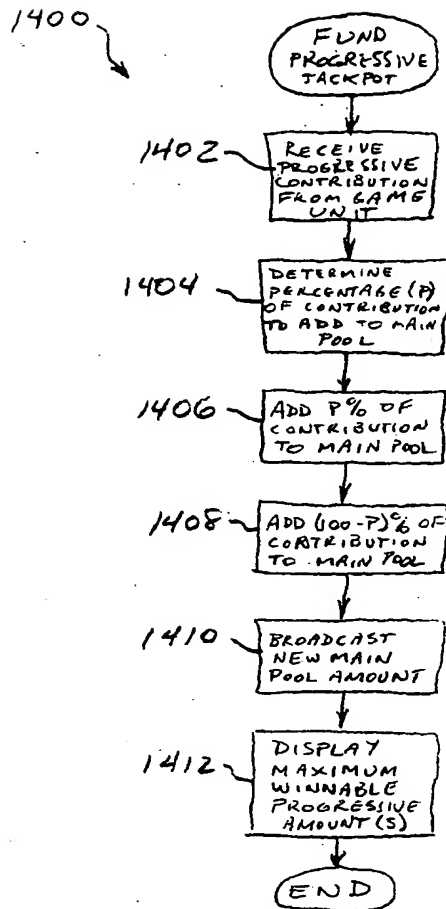 1400
FUND
PROGRESSIVE
JACKPOT
1402
RECEIVE
PROGRESSIVE
CONTRIBUTION
FROM GAME
UNIT
1404
DETERMINE
PERCENTAGE (P)
OF CONTRIBUTION
TO ADD TO MAIN
POOL
1406
ADD P% OF
CONTRIBUTION
TO MAIN POOL
1408
ADD (100-P)% OF
CONTRIBUTION
TO MAIN POOL
1410
BROADCAST
NEW MAIN
POOL AMOUNT
1412
DISPLAY
MAXIMUM
WINNABLE
PROGRESSIVE
AMOUNT(S)
END